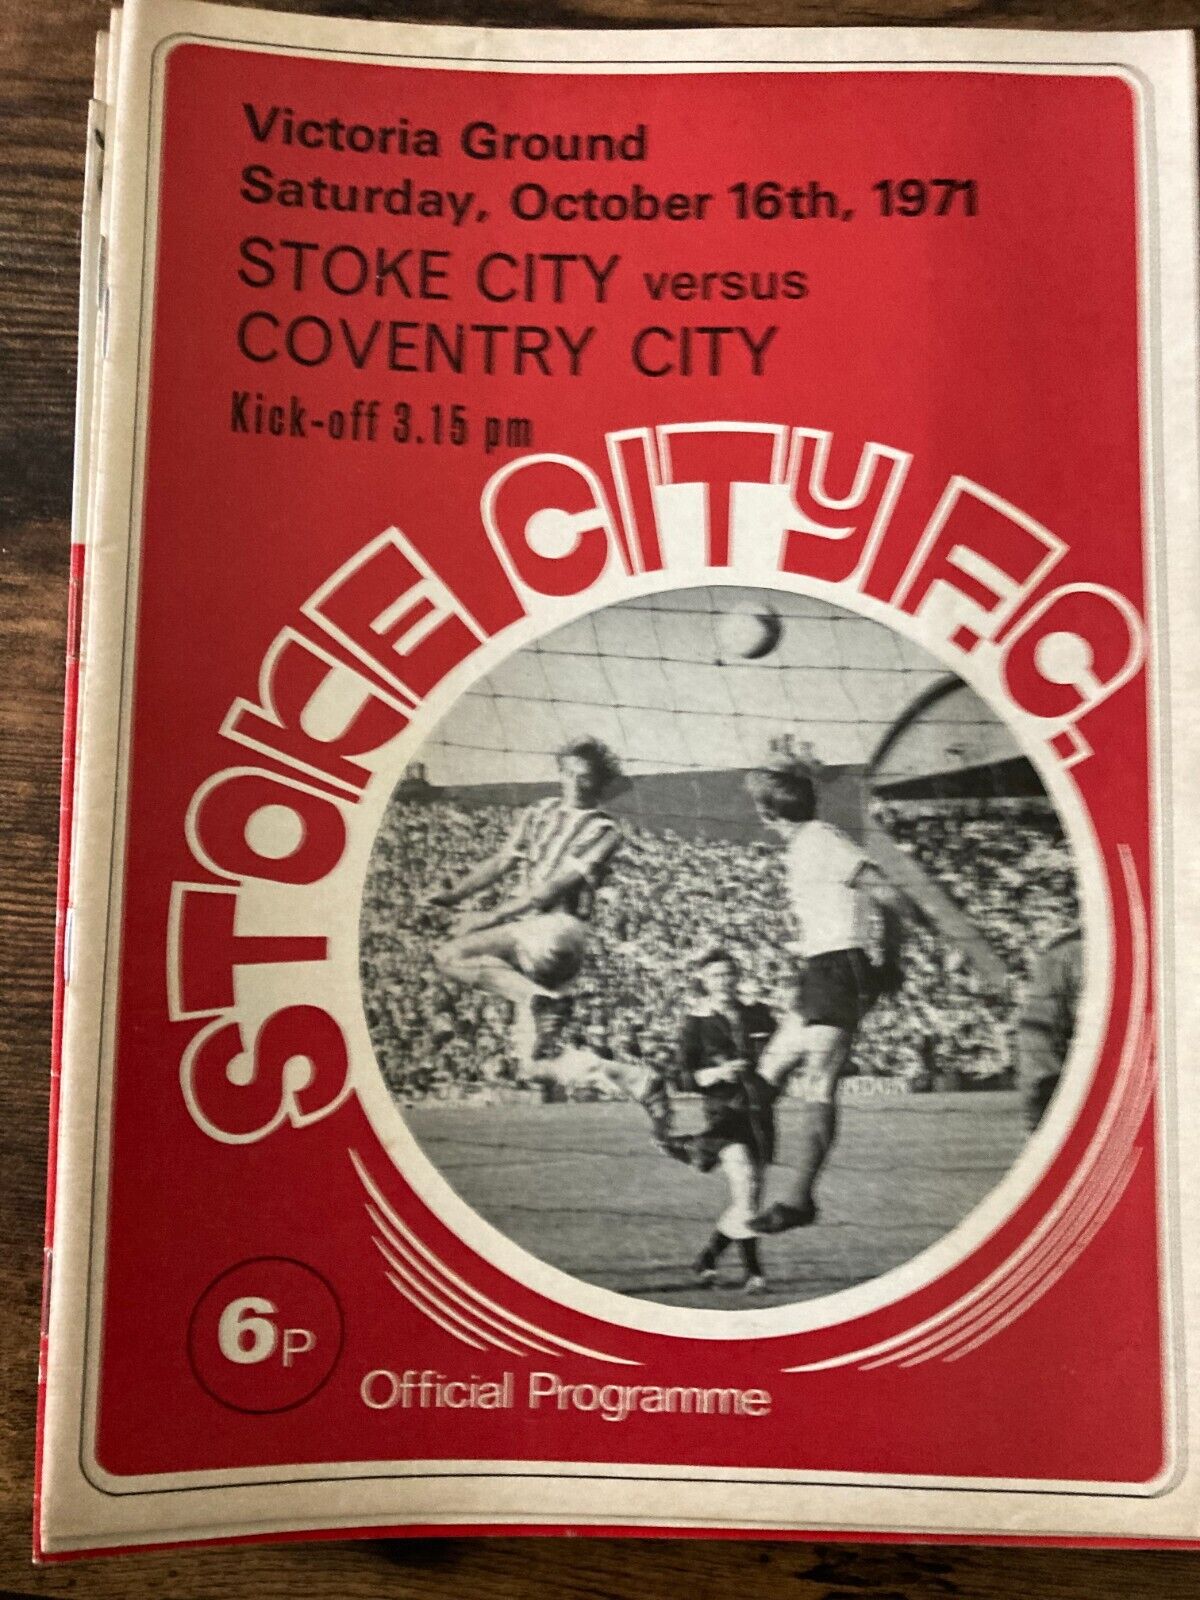 Victoria Ground
Saturday, October 16th, 1971
STOKE CITY versus
COVENTRY CITY
Kick-off 3.15 pm
STOKE CITY F.C.
6P
Official Programme